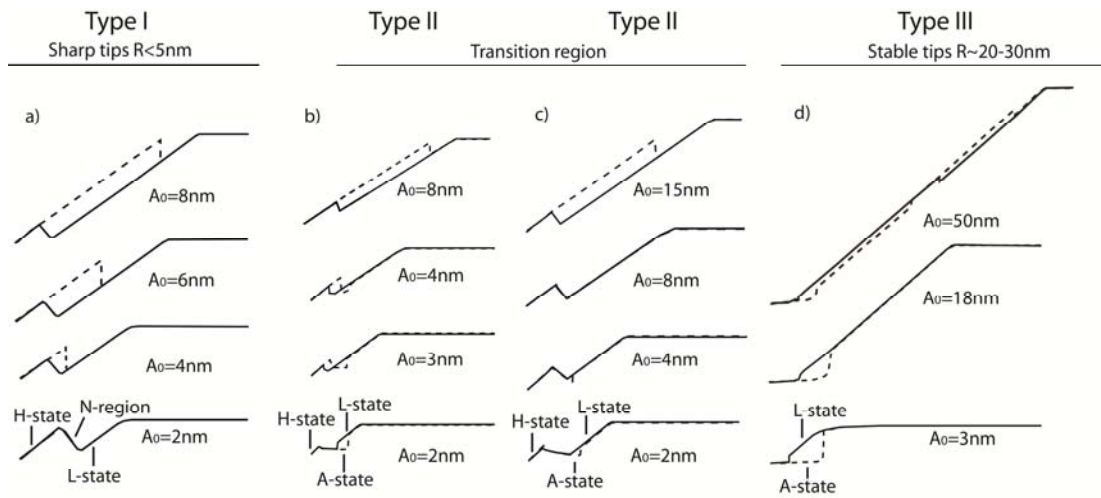 Type I
Type II
Type II
Type III
Sharp tips R<5nm
Transition region
Stable tips R~20-30nm
a)
A₀=8nm
A₀=6nm
A₀=4nm
H-state
N-region
A₀=2nm
L-state
b)
A₀=8nm
A₀=4nm
A₀=3nm
L-state
H-state
A₀=2nm
A-state
c)
A₀=15nm
A₀=8nm
A₀=4nm
L-state
H-state
A₀=2nm
A-state
d)
A₀=50nm
A₀=18nm
L-state
A₀=3nm
A-state